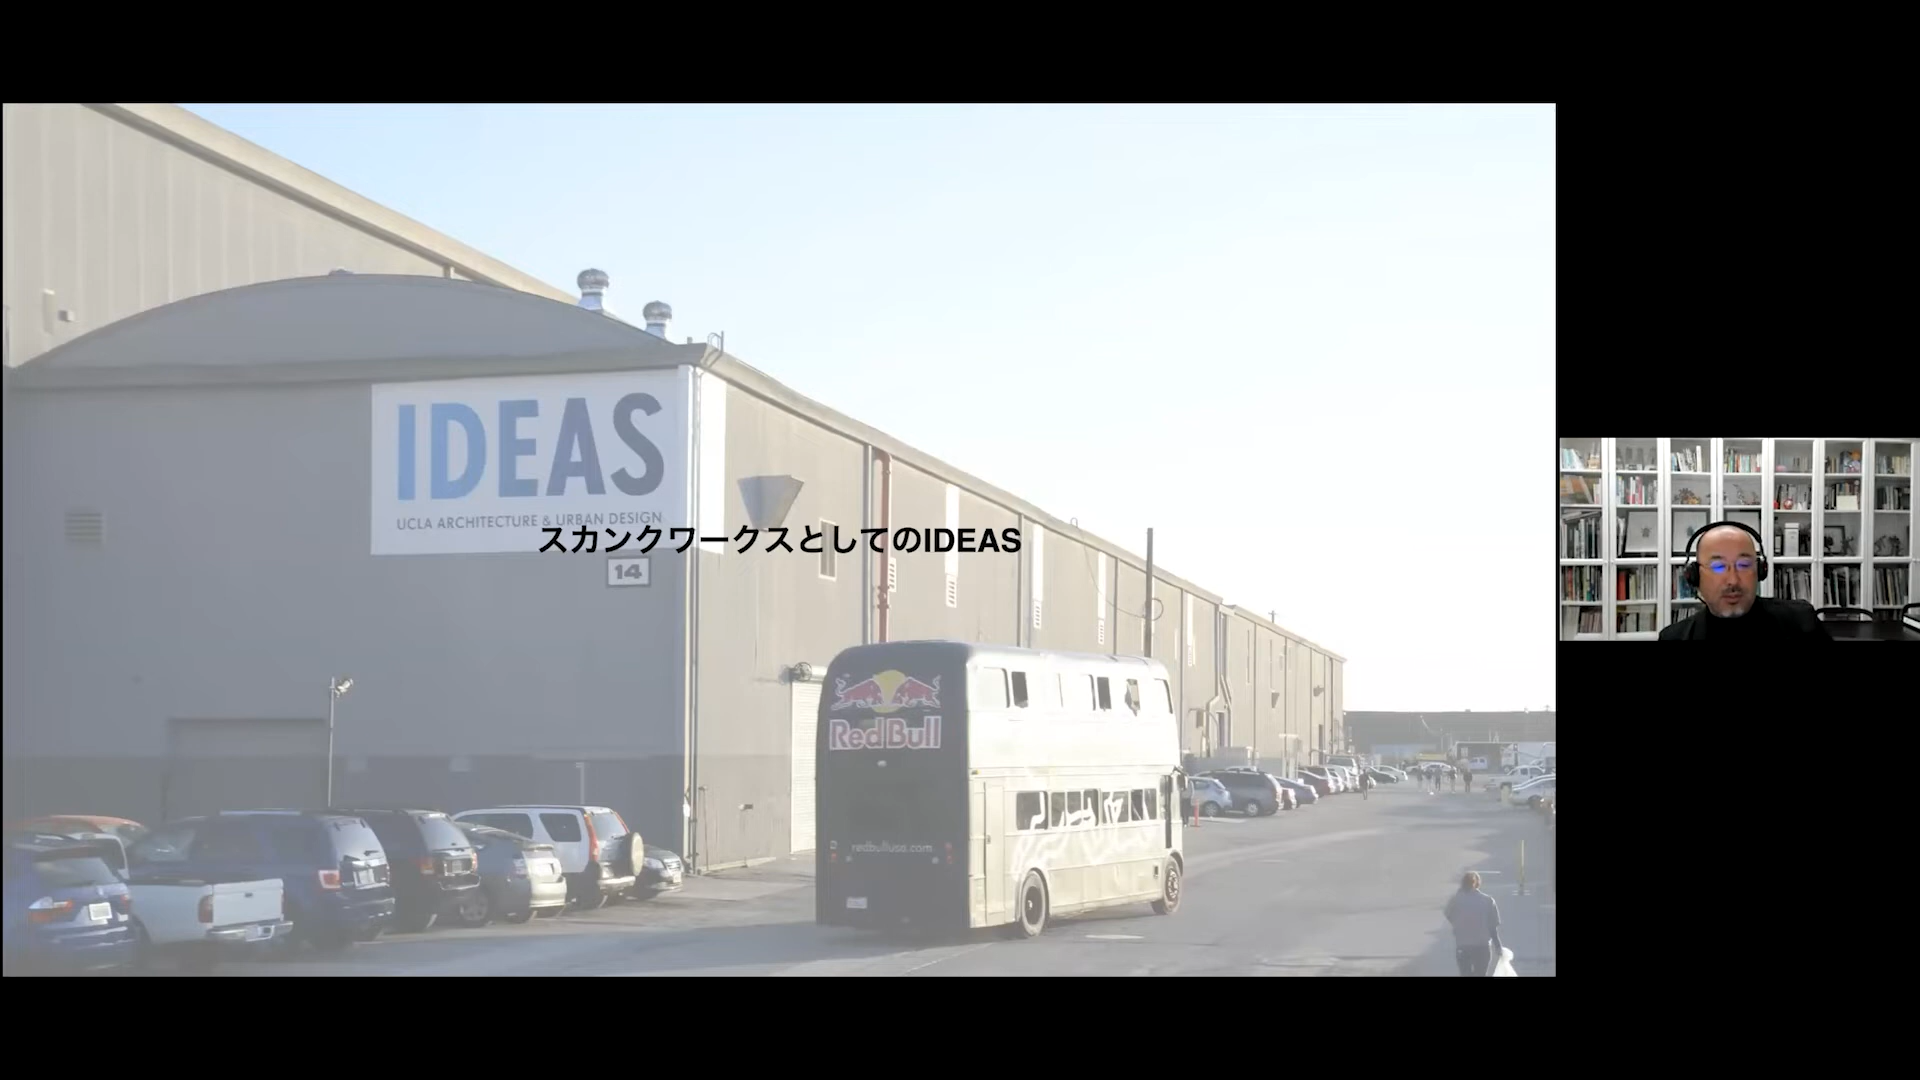 IDEAS
UCLA ARCHITECTURE & URBAN DESIGN
スカンクワークスとしてのIDEAS
14
Red Bull
redbullusa.com